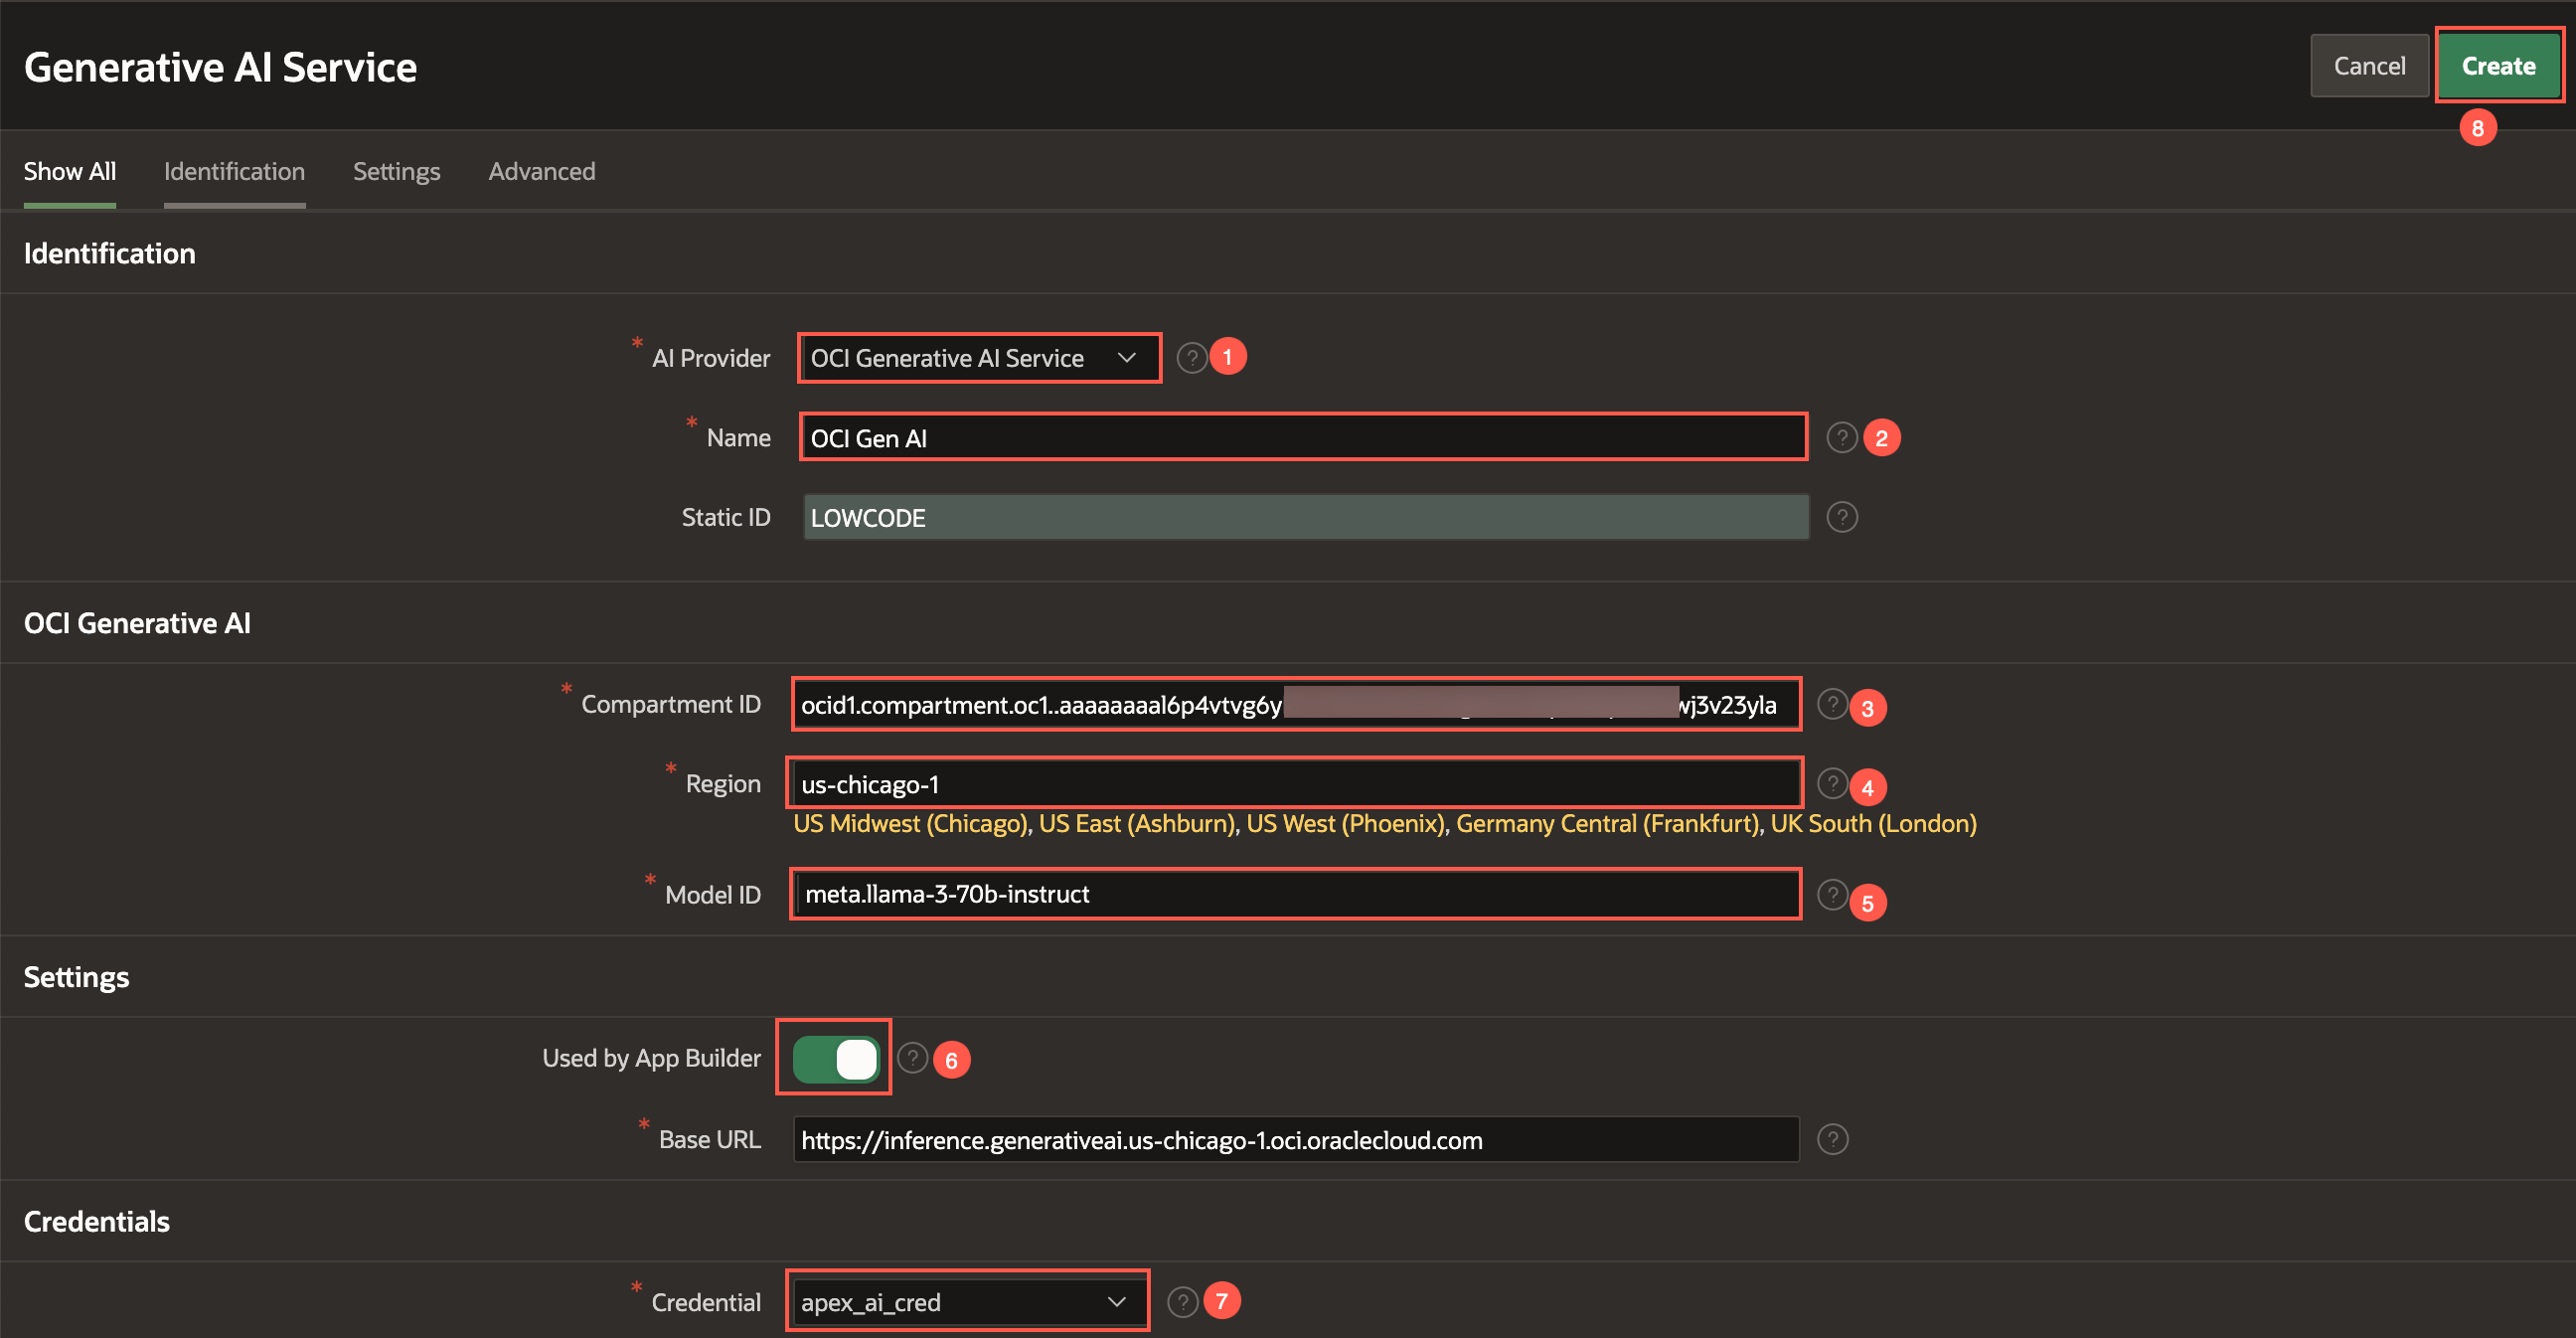 Generative AI Service
Cancel
Create
8
Show All
Identification
Settings
Advanced
Identification
* AI Provider OCI Generative AI Service ? 1
* Name OCI Gen AI ? 2
Static ID LOWCODE ?
OCI Generative AI
* Compartment ID ocid1.compartment.oc1..aaaaaaaal6p4vtvg6y wj3v23yla ? 3
* Region us-chicago-1 ? 4
US Midwest (Chicago), US East (Ashburn), US West (Phoenix), Germany Central (Frankfurt), UK South (London)
* Model ID meta.llama-3-70b-instruct ? 5
Settings
Used by App Builder ? 6
* Base URL https://inference.generativeai.us-chicago-1.oci.oraclecloud.com ?
Credentials
* Credential apex_ai_cred ? 7